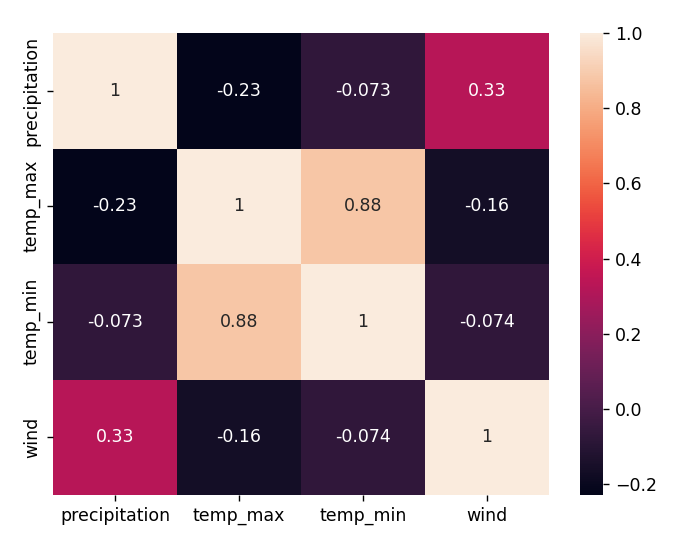 precipitation 1 -0.23 -0.073 0.33
temp_max -0.23 1 0.88 -0.16
temp_min -0.073 0.88 1 -0.074
wind 0.33 -0.16 -0.074 1
precipitation temp_max temp_min wind
1.0
0.8
0.6
0.4
0.2
0.0
−0.2